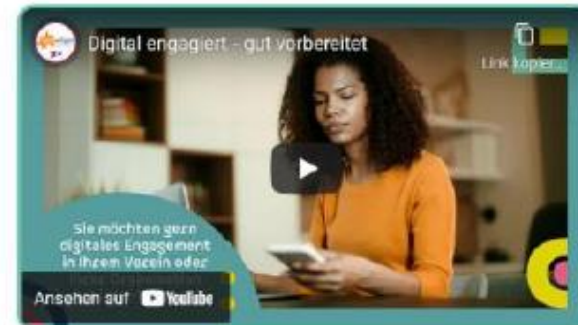 Digital engagiert - gut vorbereitet
Link kopier...
Sie möchten gern
digitales Engagement
in Ihrem Verein oder
Ansehen auf YouTube